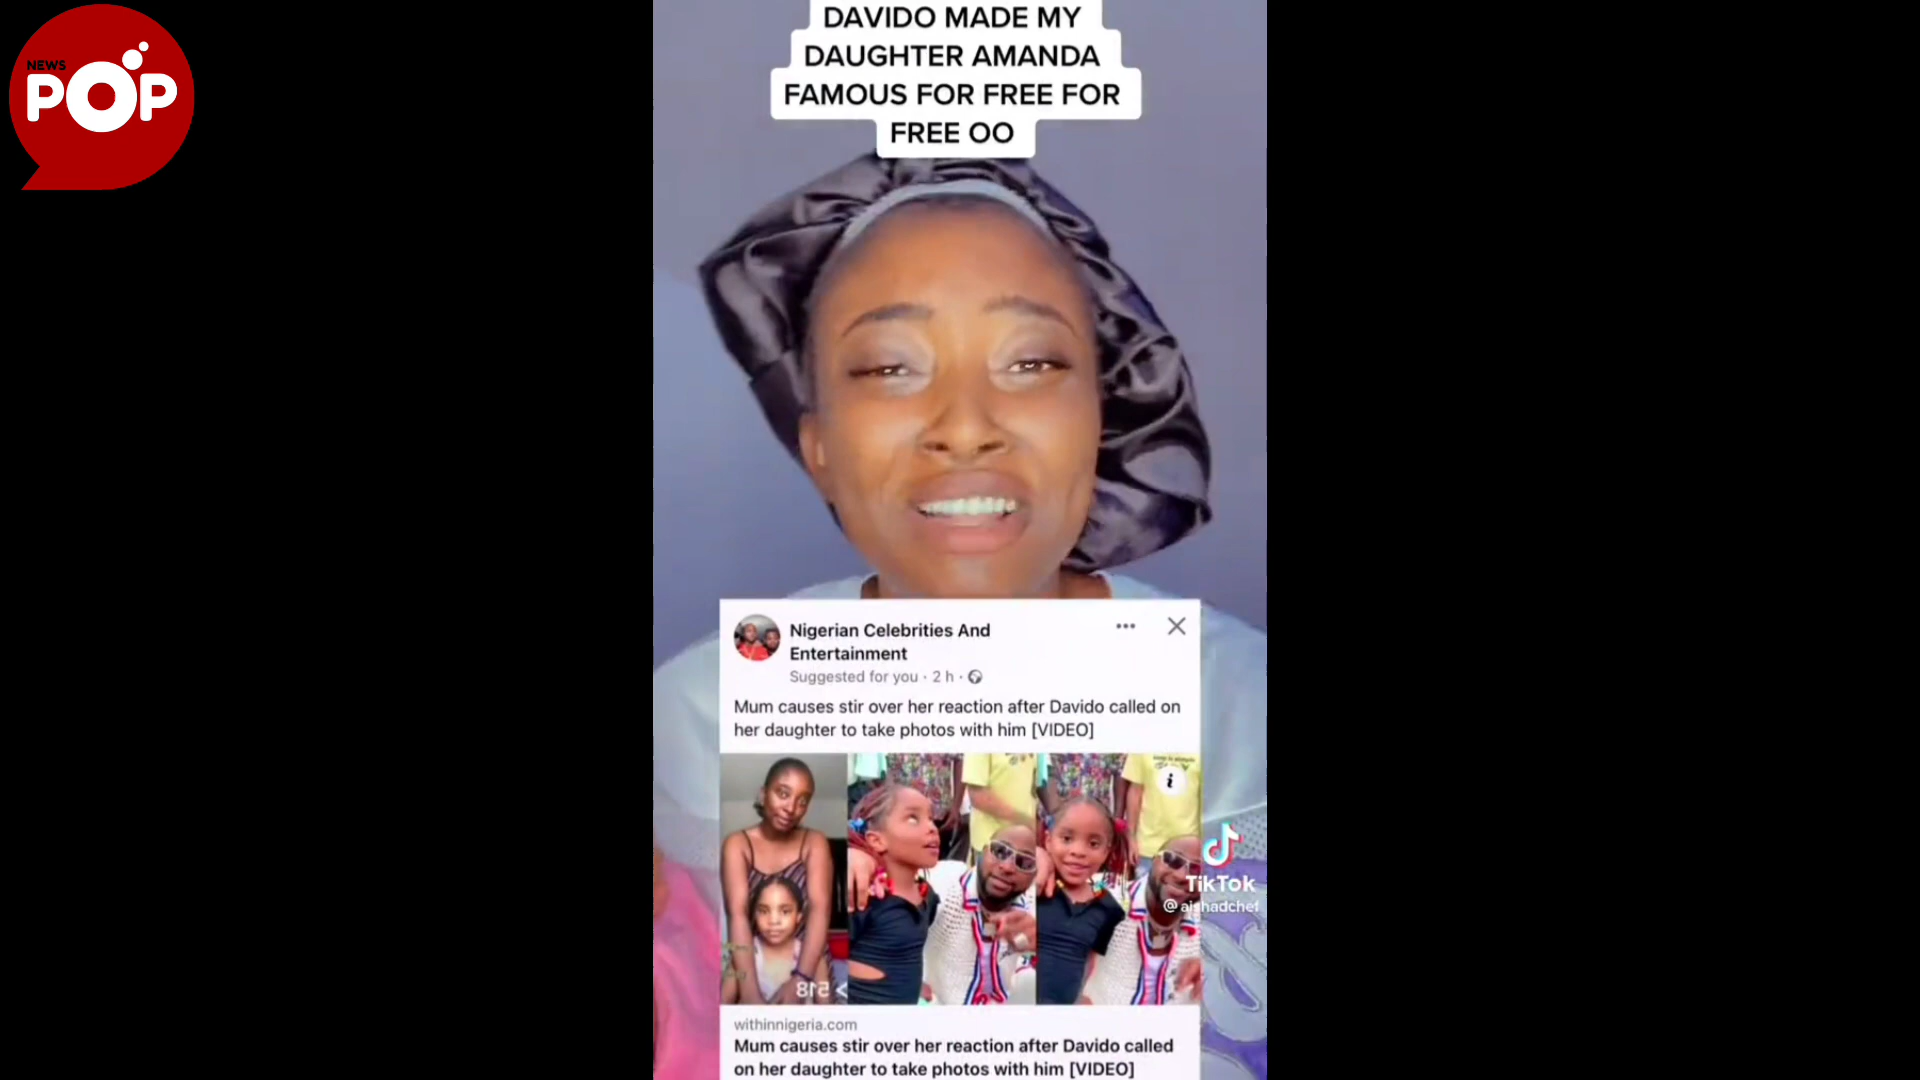 NEWS
POP
DAVIDO MADE MY
DAUGHTER AMANDA
FAMOUS FOR FREE FOR
FREE OO
Nigerian Celebrities And
Entertainment
Suggested for you · 2 h ·
Mum causes stir over her reaction after Davido called on
her daughter to take photos with him [VIDEO]
TikTok
@aishadchef
withinnigeria.com
Mum causes stir over her reaction after Davido called
on her daughter to take photos with him [VIDEO]